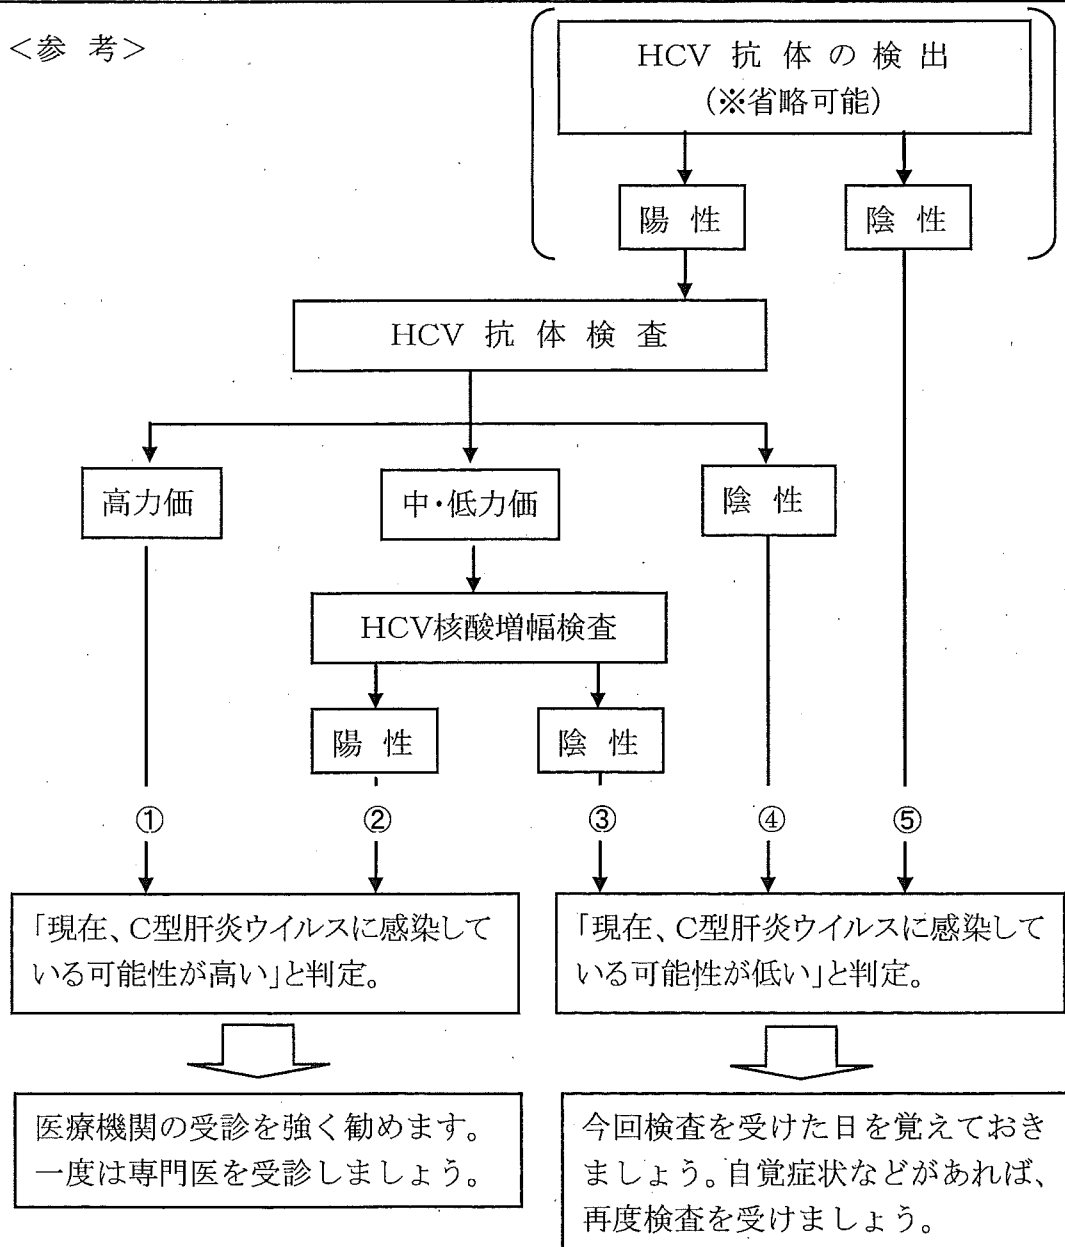 ＜参 考＞
HCV 抗 体 の 検 出
(※省略可能)
陽 性
陰 性
HCV 抗 体 検 査
高力価
中・低力価
陰 性
HCV核酸増幅検査
陽 性
陰 性
①
②
③
④
⑤
「現在、C型肝炎ウイルスに感染して
いる可能性が高い」と判定。
「現在、C型肝炎ウイルスに感染して
いる可能性が低い」と判定。
医療機関の受診を強く勧めます。
一度は専門医を受診しましょう。
今回検査を受けた日を覚えておき
ましょう。自覚症状などがあれば、
再度検査を受けましょう。